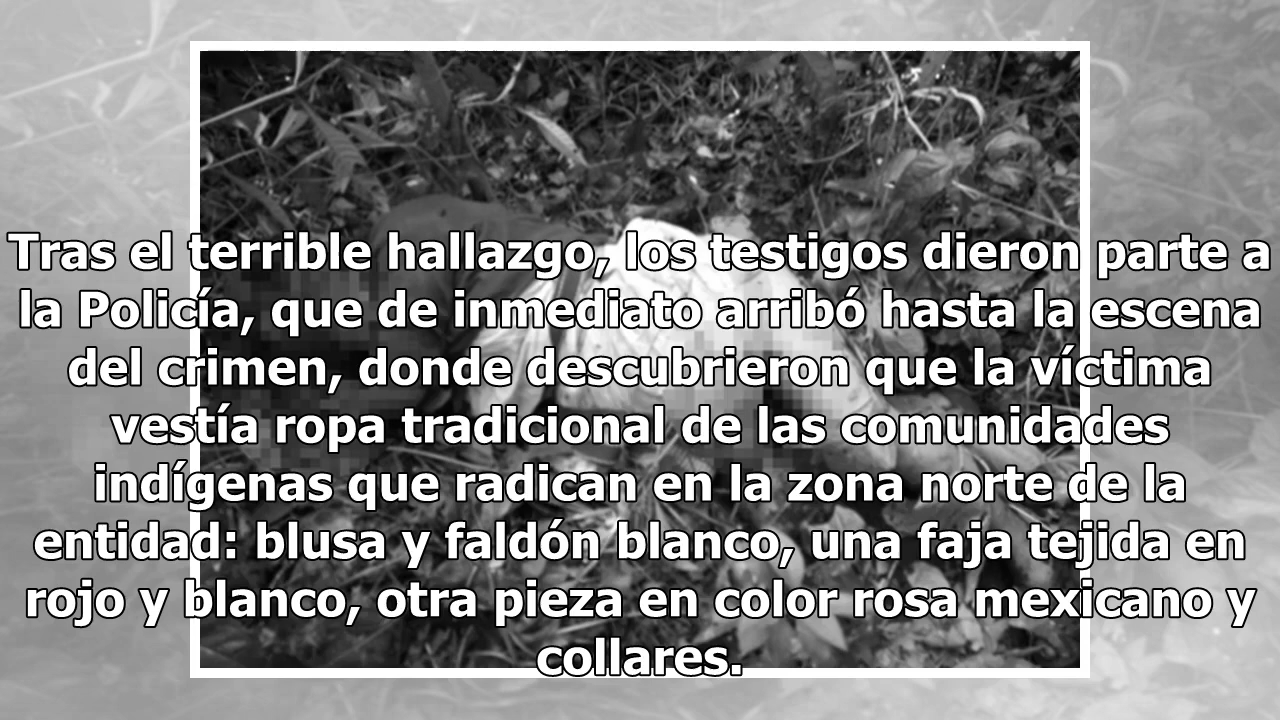 Tras el terrible hallazgo, los testigos dieron parte a
la Policía, que de inmediato arribó hasta la escena
del crimen, donde descubrieron que la víctima
vestía ropa tradicional de las comunidades
indígenas que radican en la zona norte de la
entidad: blusa y faldón blanco, una faja tejida en
rojo y blanco, otra pieza en color rosa mexicano y
collares.